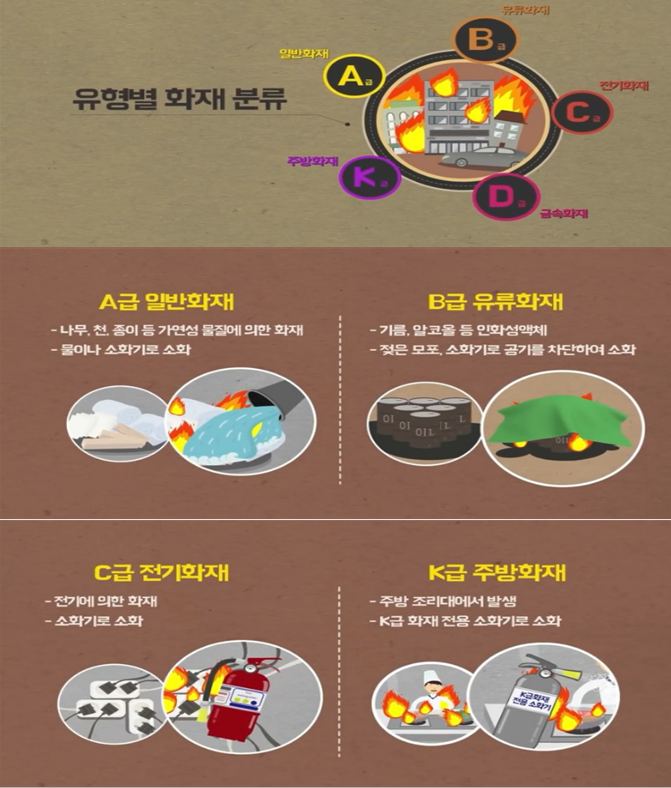 유류화재
B급
일반화재
A급
전기화재
C급
유형별 화재 분류
주방화재
K급
D급
금속화재
A급 일반화재
- 나무, 천, 종이 등 가연성 물질에 의한 화재
- 물이나 소화기로 소화
B급 유류화재
- 기름, 알코올 등 인화성액체
- 젖은 모포, 소화기로 공기를 차단하여 소화
C급 전기화재
- 전기에 의한 화재
- 소화기로 소화
K급 주방화재
- 주방 조리대에서 발생
- K급 화재 전용 소화기로 소화
K급화재
전용 소화기